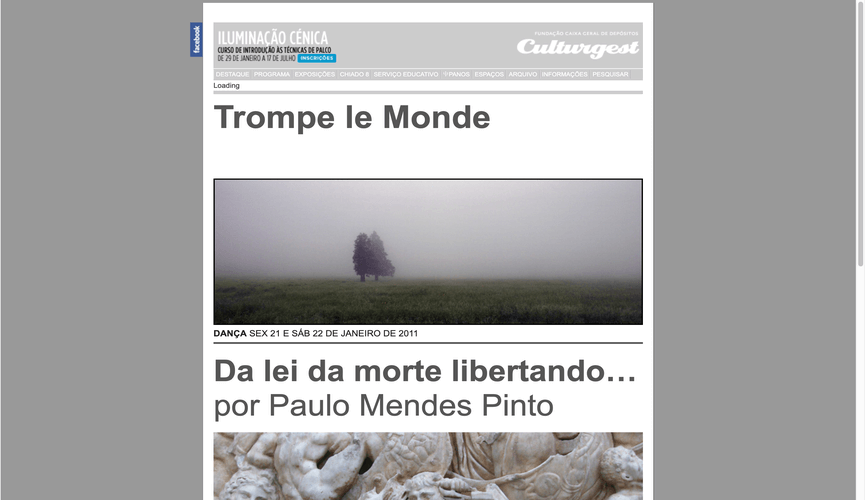 facebook
ILUMINAÇÃO CÉNICA
CURSO DE INTRODUÇÃO ÀS TÉCNICAS DE PALCO
DE 29 DE JANEIRO A 17 DE JULHO INSCRIÇÕES
FUNDAÇÃO CAIXA GERAL DE DEPÓSITOS
Culturgest
DESTAQUE PROGRAMA EXPOSIÇÕES CHIADO 8 SERVIÇO EDUCATIVO PANOS ESPAÇOS ARQUIVO INFORMAÇÕES PESQUISAR
Loading
Trompe le Monde
DANÇA SEX 21 E SÁB 22 DE JANEIRO DE 2011
Da lei da morte libertando…
por Paulo Mendes Pinto